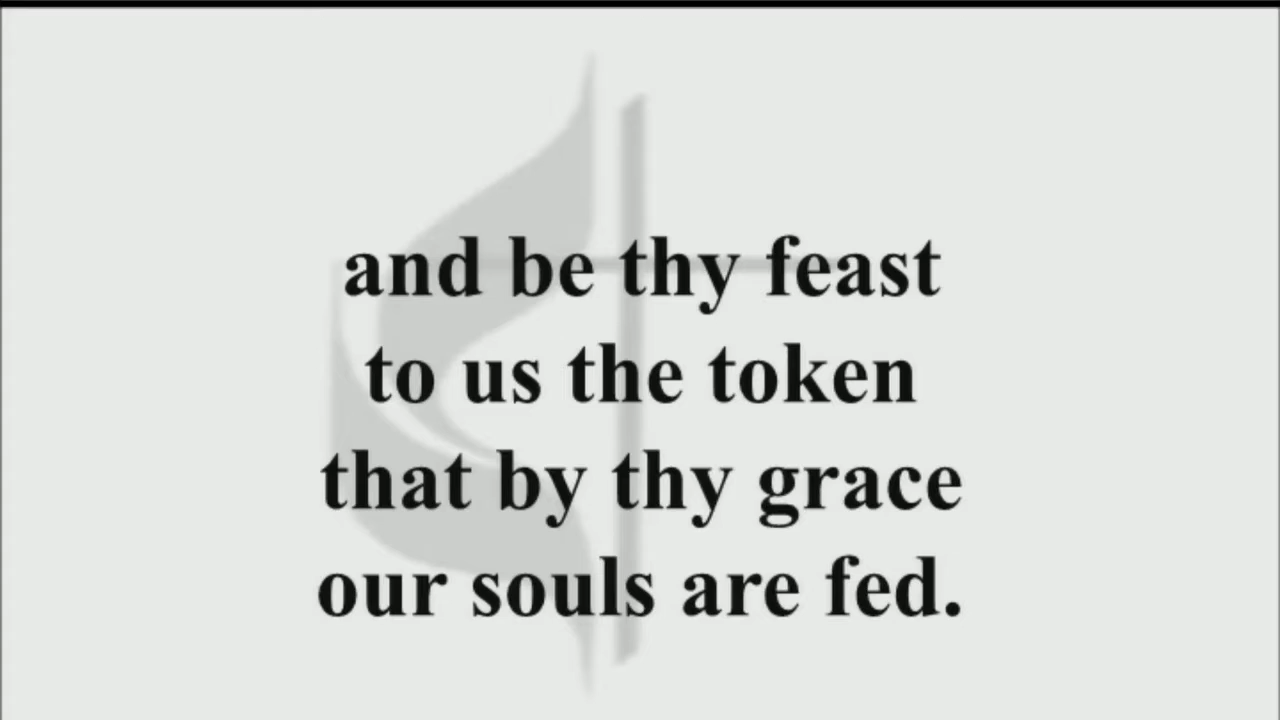 and be thy feast
to us the token
that by thy grace
our souls are fed.